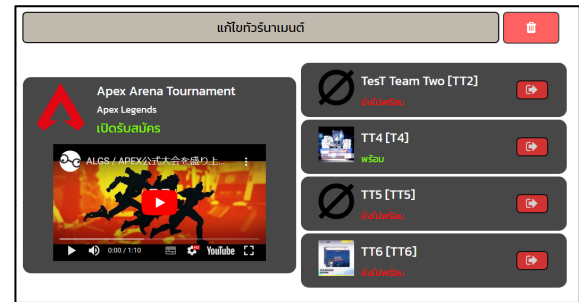 แก้ไขทัวร์นาเมนต์
Apex Arena Tournament
Apex Legends
เปิดรับสมัคร
ALGS / APEX公式大会を盛り上...
0:00 / 1:10
YouTube
TesT Team Two [TT2]
ยังไม่พร้อม
TT4 [T4]
พร้อม
TT5 [TT5]
ยังไม่พร้อม
TT6 [TT6]
ยังไม่พร้อม